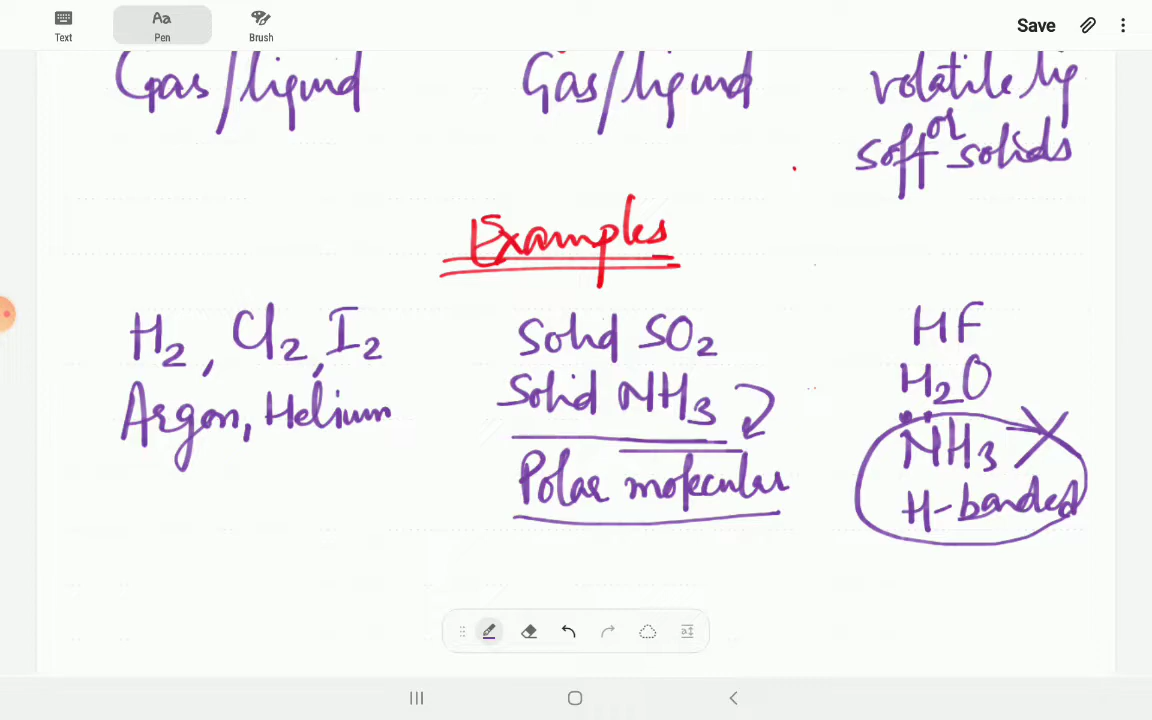 Text
Aa
Pen
Brush
Save
Gas/liquid
Gas/liquid
volatile liq
or
soft solids
Examples
H2, Cl2, I2
Argon, Helium
Solid SO2
Solid NH3
Polar molecular
HF
H2O
NH3
H-bonded